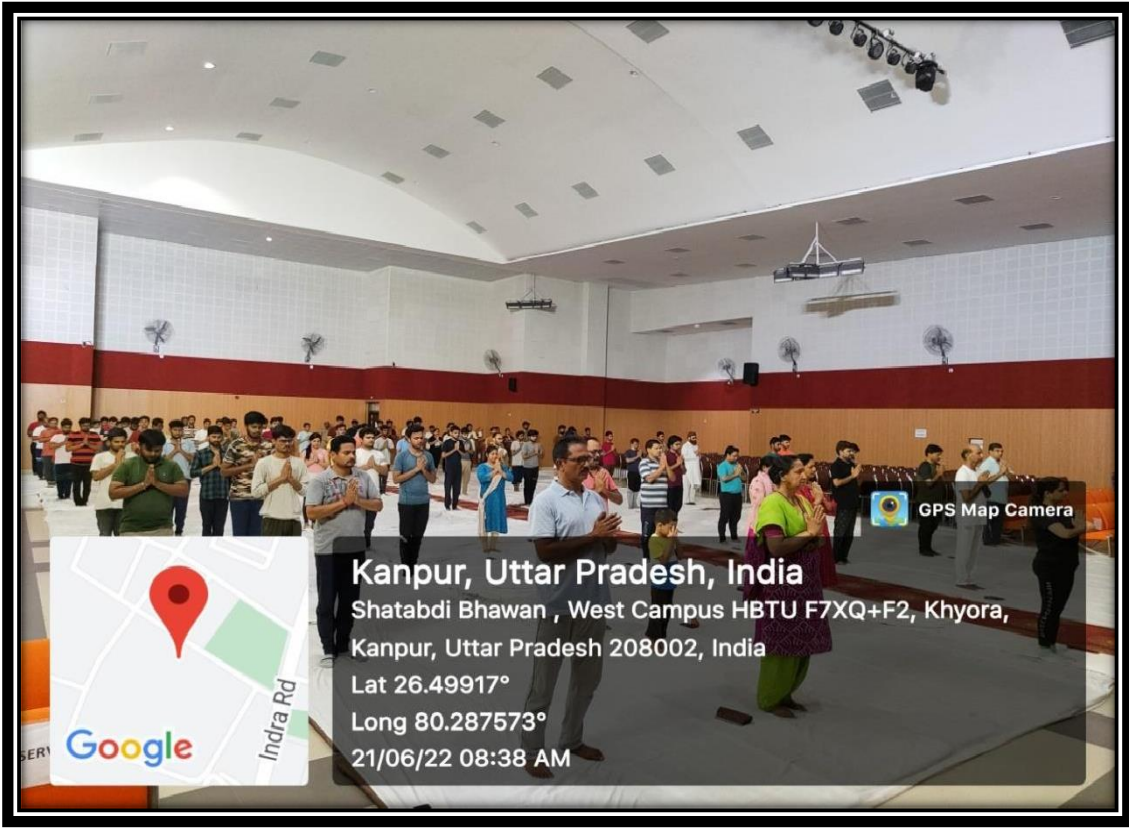 GPS Map Camera
Kanpur, Uttar Pradesh, India
Shatabdi Bhawan , West Campus HBTU F7XQ+F2, Khyora,
Kanpur, Uttar Pradesh 208002, India
Lat 26.49917°
Long 80.287573°
21/06/22 08:38 AM
Google
Indra Rd